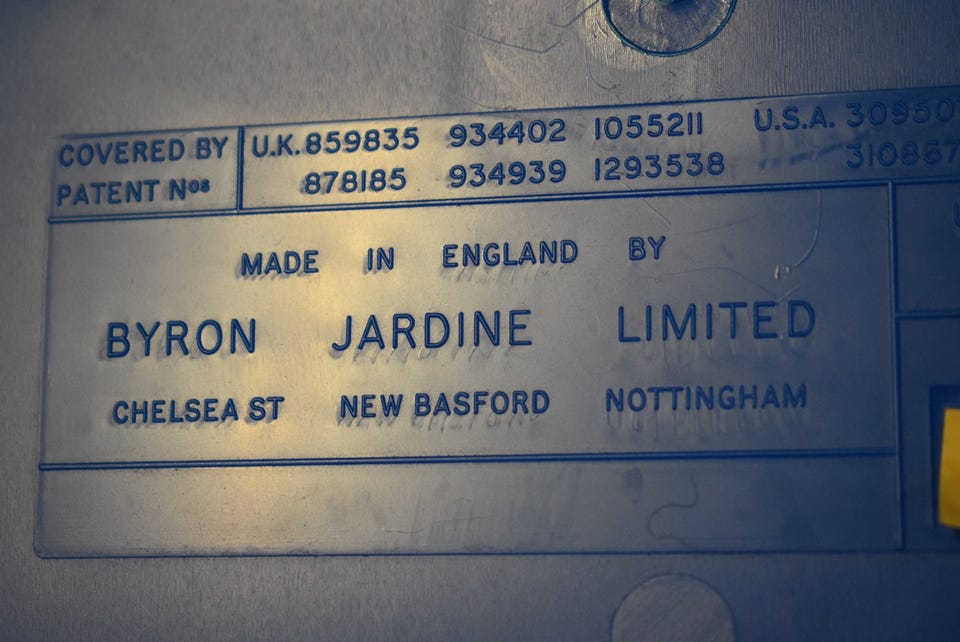 COVERED BY U.K. 859835 934402 1055211 U.S.A.
PATENT Nos 878185 934939 1293538
MADE IN ENGLAND BY
BYRON JARDINE LIMITED
CHELSEA ST NEW BASFORD NOTTINGHAM